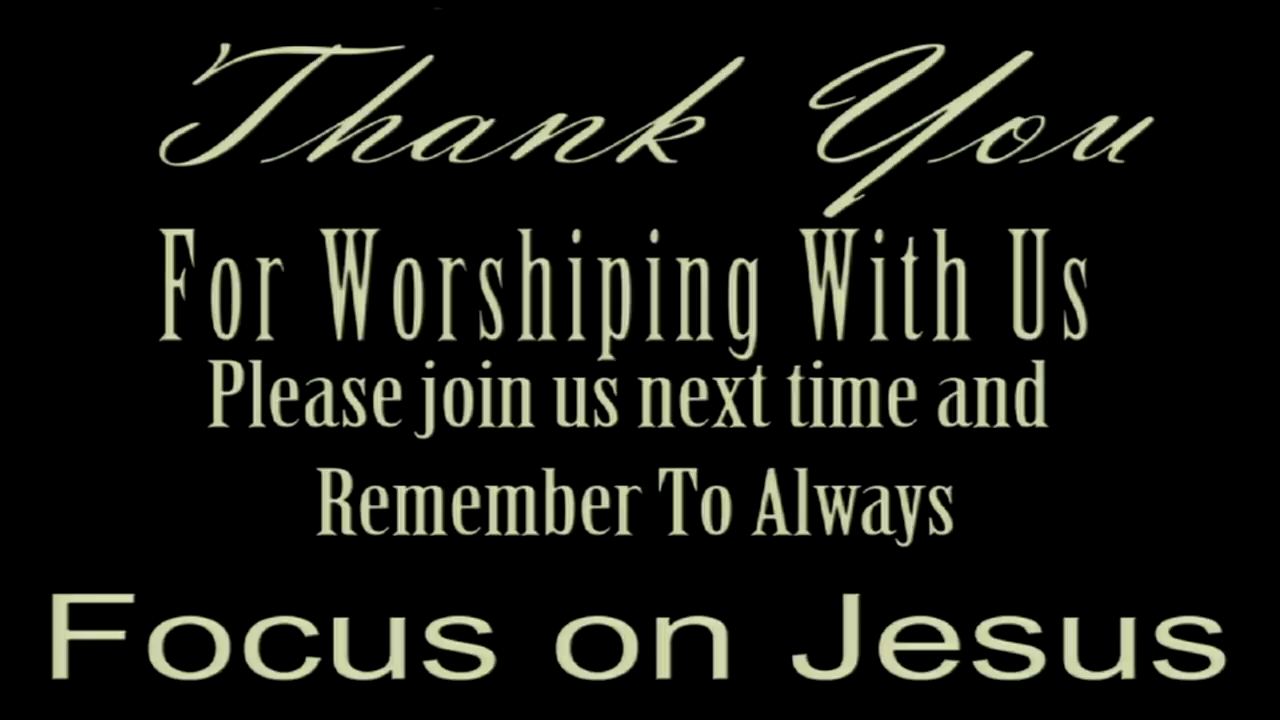 Thank You
For Worshiping With Us
Please join us next time and
Remember To Always
Focus on Jesus